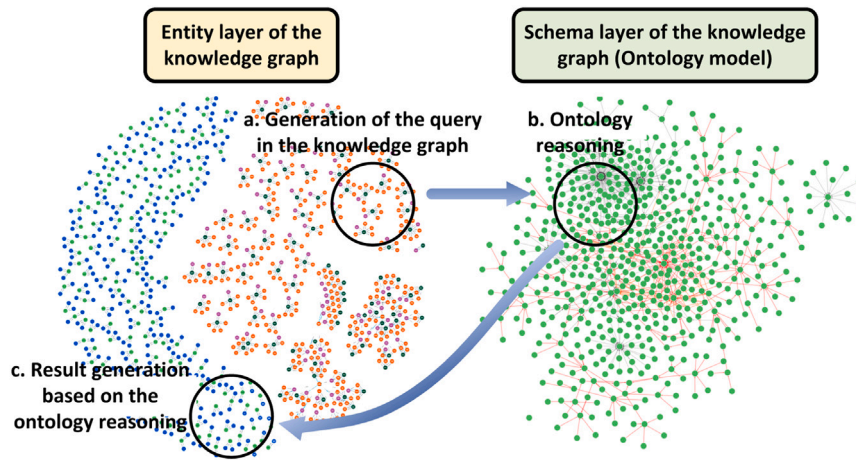 Entity layer of the
knowledge graph
Schema layer of the knowledge
graph (Ontology model)
a. Generation of the query
in the knowledge graph
b. Ontology
reasoning
c. Result generation
based on the
ontology reasoning